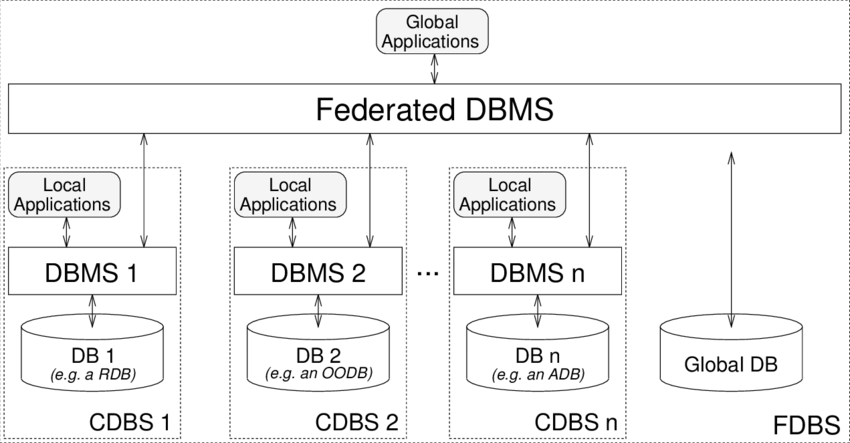 Global
Applications
Federated DBMS
Local
Applications
Local
Applications
Local
Applications
DBMS 1
DBMS 2
...
DBMS n
DB 1
(e.g. a RDB)
DB 2
(e.g. an OODB)
DB n
(e.g. an ADB)
Global DB
CDBS 1
CDBS 2
CDBS n
FDBS